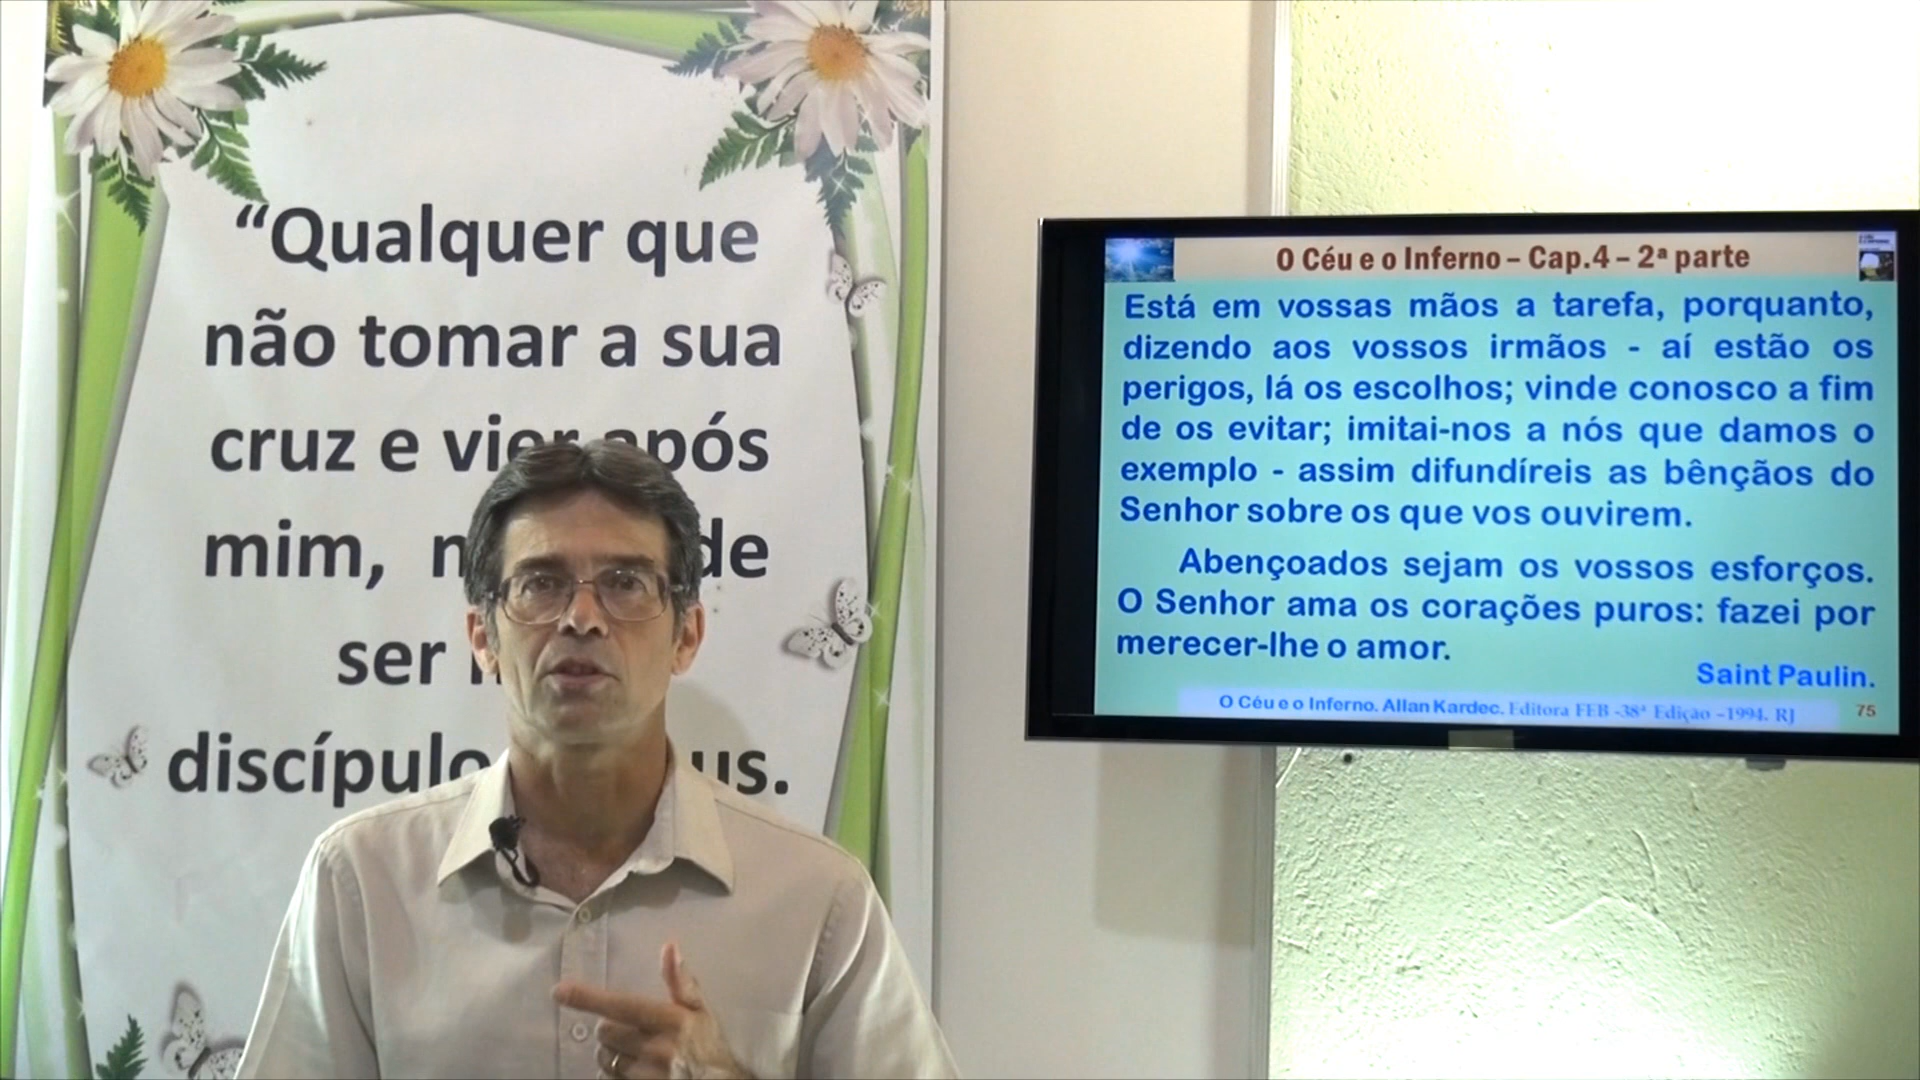 “Qualquer que
não tomar a sua
cruz e vier após
mim, de
ser
discípulo us.
O Céu e o Inferno – Cap.4 – 2ª parte
Está em vossas mãos a tarefa, porquanto,
dizendo aos vossos irmãos - aí estão os
perigos, lá os escolhos; vinde conosco a fim
de os evitar; imitai-nos a nós que damos o
exemplo - assim difundíreis as bênçãos do
Senhor sobre os que vos ouvirem.
Abençoados sejam os vossos esforços.
O Senhor ama os corações puros: fazei por
merecer-lhe o amor.
Saint Paulin.
O Céu e o Inferno. Allan Kardec. Editora FEB -38ª Edição –1994. RJ
75